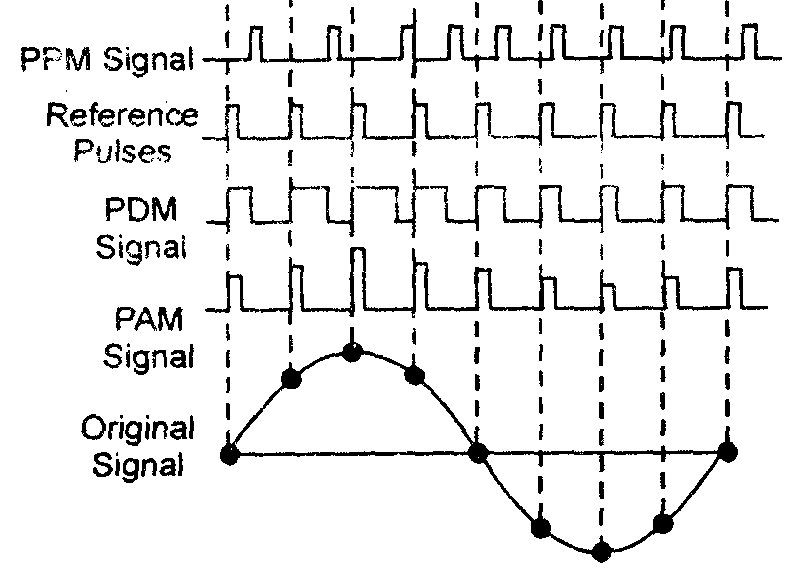 PPM Signal
Reference
Pulses
PDM
Signal
PAM
Signal
Original
Signal